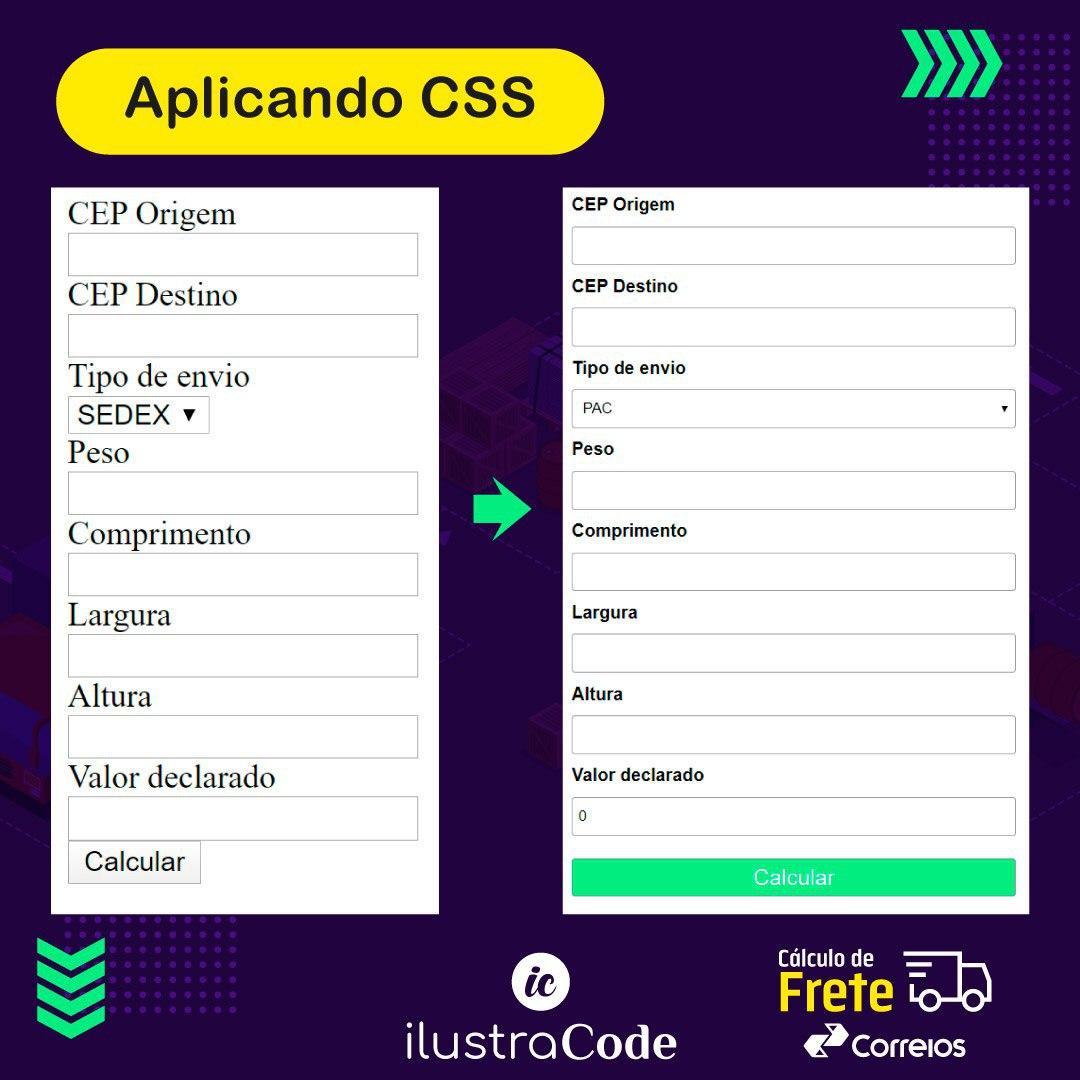 Aplicando CSS
CEP Origem
CEP Destino
Tipo de envio
SEDEX
Peso
Comprimento
Largura
Altura
Valor declarado
Calcular
CEP Origem
CEP Destino
Tipo de envio
PAC
Peso
Comprimento
Largura
Altura
Valor declarado
0
Calcular
ic
ilustraCode
Cálculo de
Frete
Correios